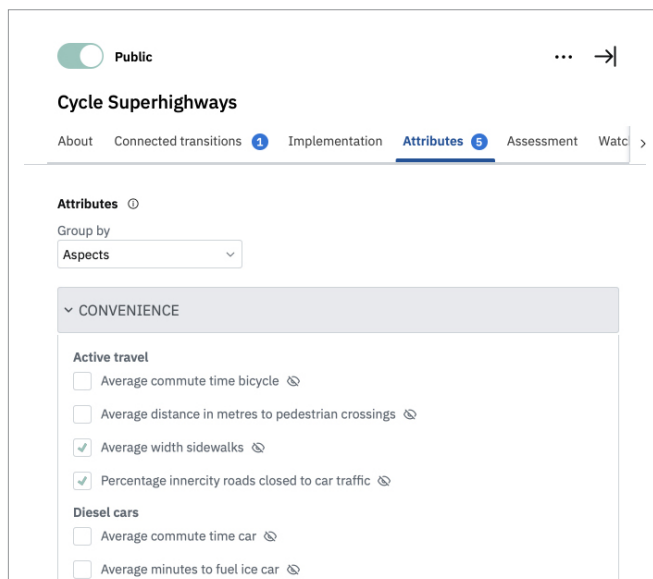 Public
Cycle Superhighways
About Connected transitions 1 Implementation Attributes 5 Assessment Watc
Attributes
Group by
Aspects
CONVENIENCE
Active travel
Average commute time bicycle
Average distance in metres to pedestrian crossings
Average width sidewalks
Percentage innercity roads closed to car traffic
Diesel cars
Average commute time car
Average minutes to fuel ice car